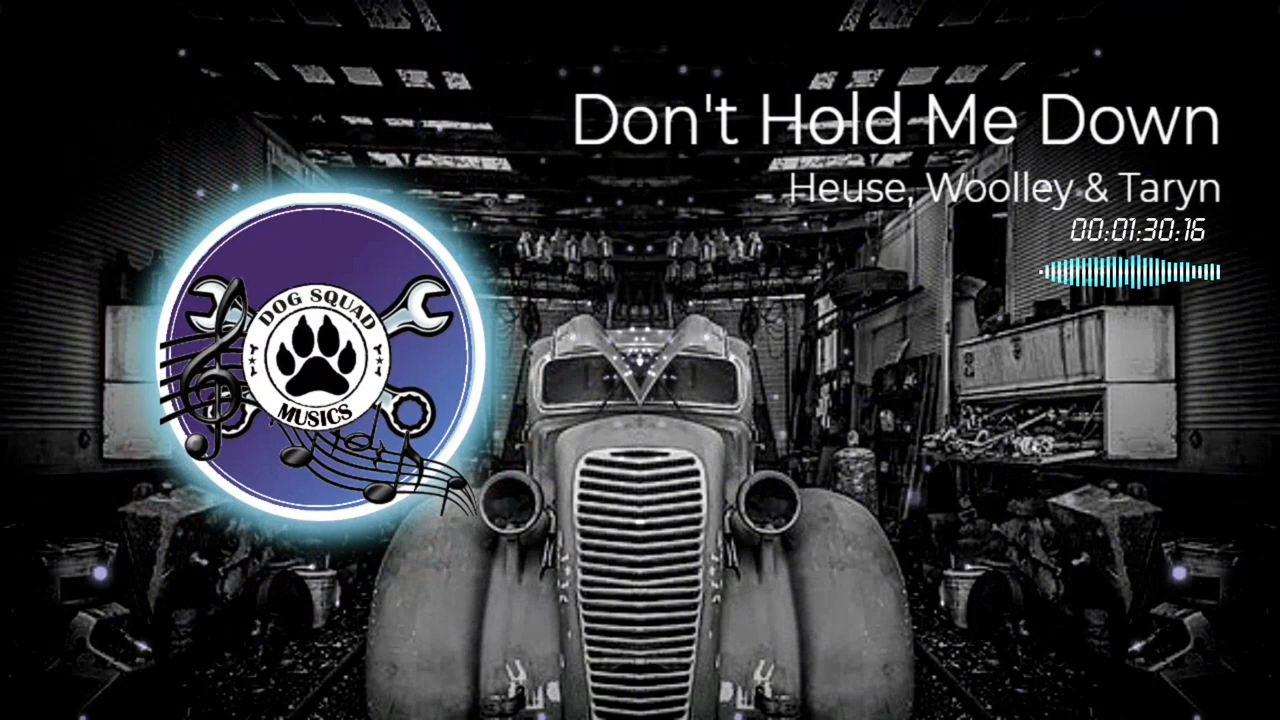 Don't Hold Me Down
Heuse, Woolley & Taryn
00:01:30:16
DOG SQUAD
MUSICS